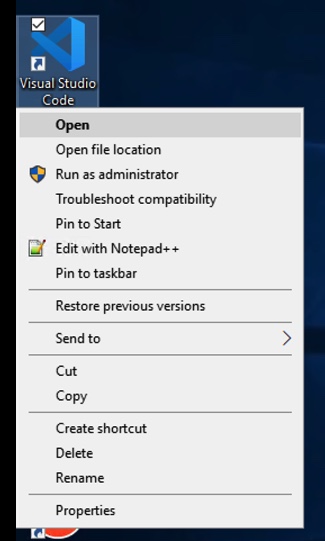 Visual Studio
Code
Open
Open file location
Run as administrator
Troubleshoot compatibility
Pin to Start
Edit with Notepad++
Pin to taskbar
Restore previous versions
Send to
Cut
Copy
Create shortcut
Delete
Rename
Properties